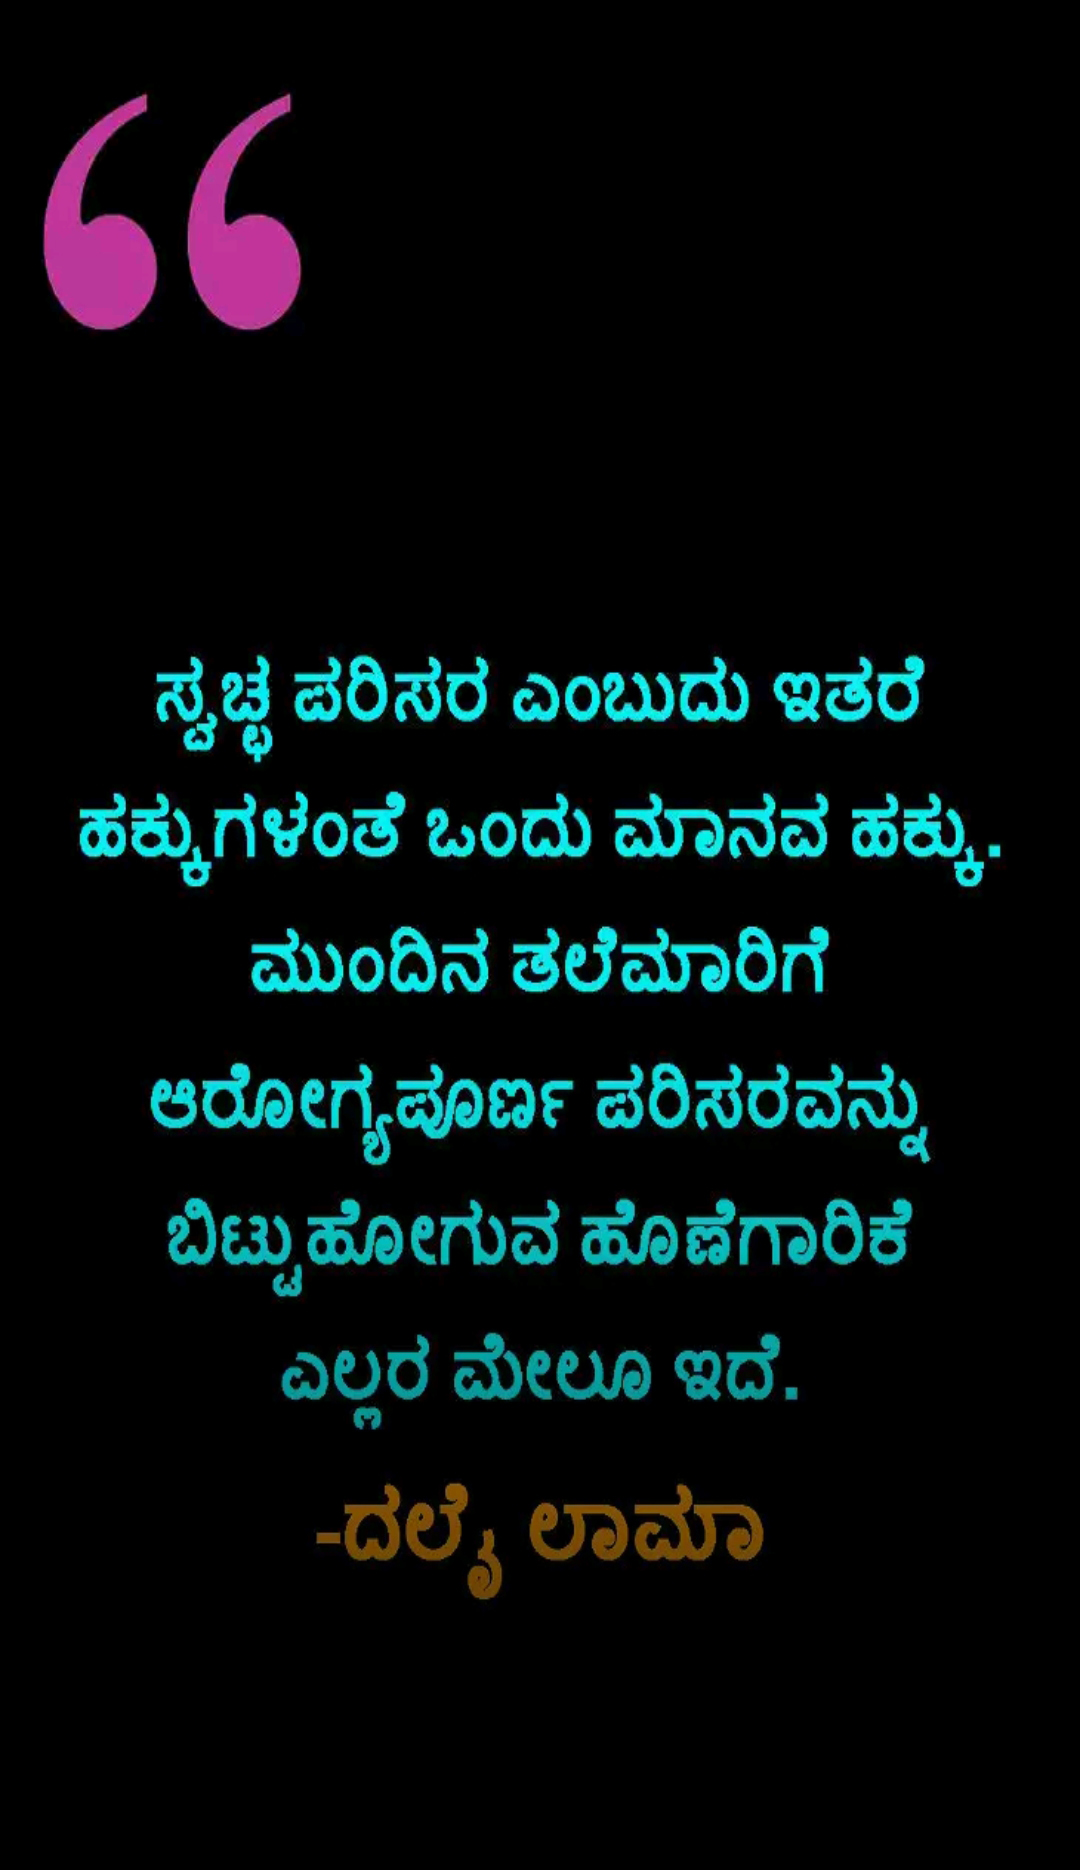 “
ಸ್ವಚ್ಛ ಪರಿಸರ ಎಂಬುದು ಇತರೆ
ಹಕ್ಕುಗಳಂತೆ ಒಂದು ಮಾನವ ಹಕ್ಕು.
ಮುಂದಿನ ತಲೆಮಾರಿಗೆ
ಆರೋಗ್ಯಪೂರ್ಣ ಪರಿಸರವನ್ನು
ಬಿಟ್ಟುಹೋಗುವ ಹೊಣೆಗಾರಿಕೆ
ಎಲ್ಲರ ಮೇಲೂ ಇದೆ.
-ದಲೈ ಲಾಮಾ